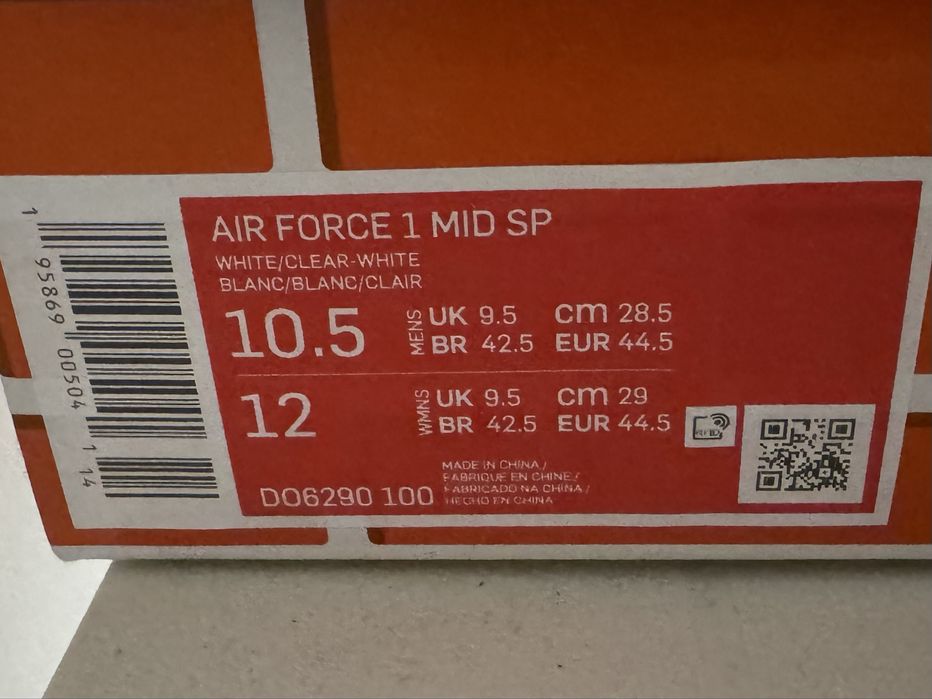 AIR FORCE 1 MID SP
WHITE/CLEAR-WHITE
BLANC/BLANC/CLAIR
10.5 MENS UK 9.5 cm 28.5
BR 42.5 EUR 44.5
12 WMNS UK 9.5 cm 29
BR 42.5 EUR 44.5
RFID
MADE IN CHINA /
FABRIQUE EN CHINE /
FABRICADO NA CHINA /
HECHO EN CHINA
DO6290 100
1 95869 00504 1 14